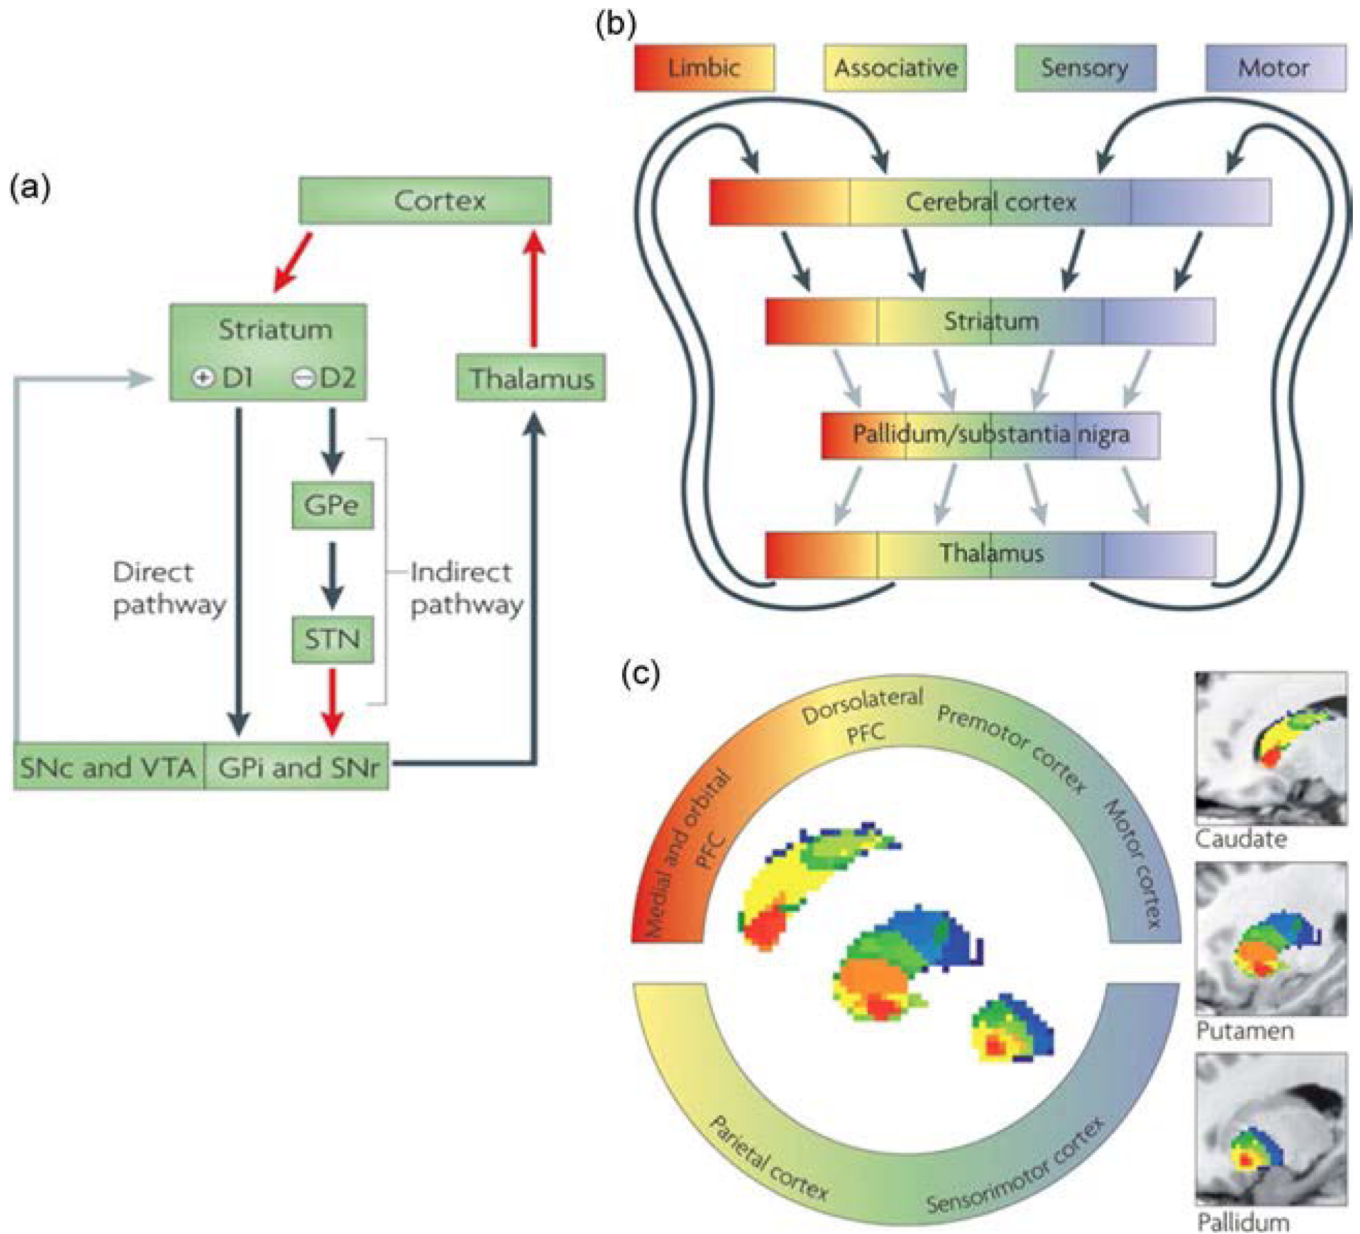 (a)
Cortex
Striatum
+ D1
− D2
Thalamus
GPe
Direct
pathway
Indirect
pathway
STN
SNc and VTA
GPi and SNr
(b)
Limbic
Associative
Sensory
Motor
Cerebral cortex
Striatum
Pallidum/substantia nigra
Thalamus
(c)
Medial and orbital
PFC
Dorsolateral
PFC
Premotor cortex
Motor cortex
Parietal cortex
Sensorimotor cortex
Caudate
Putamen
Pallidum